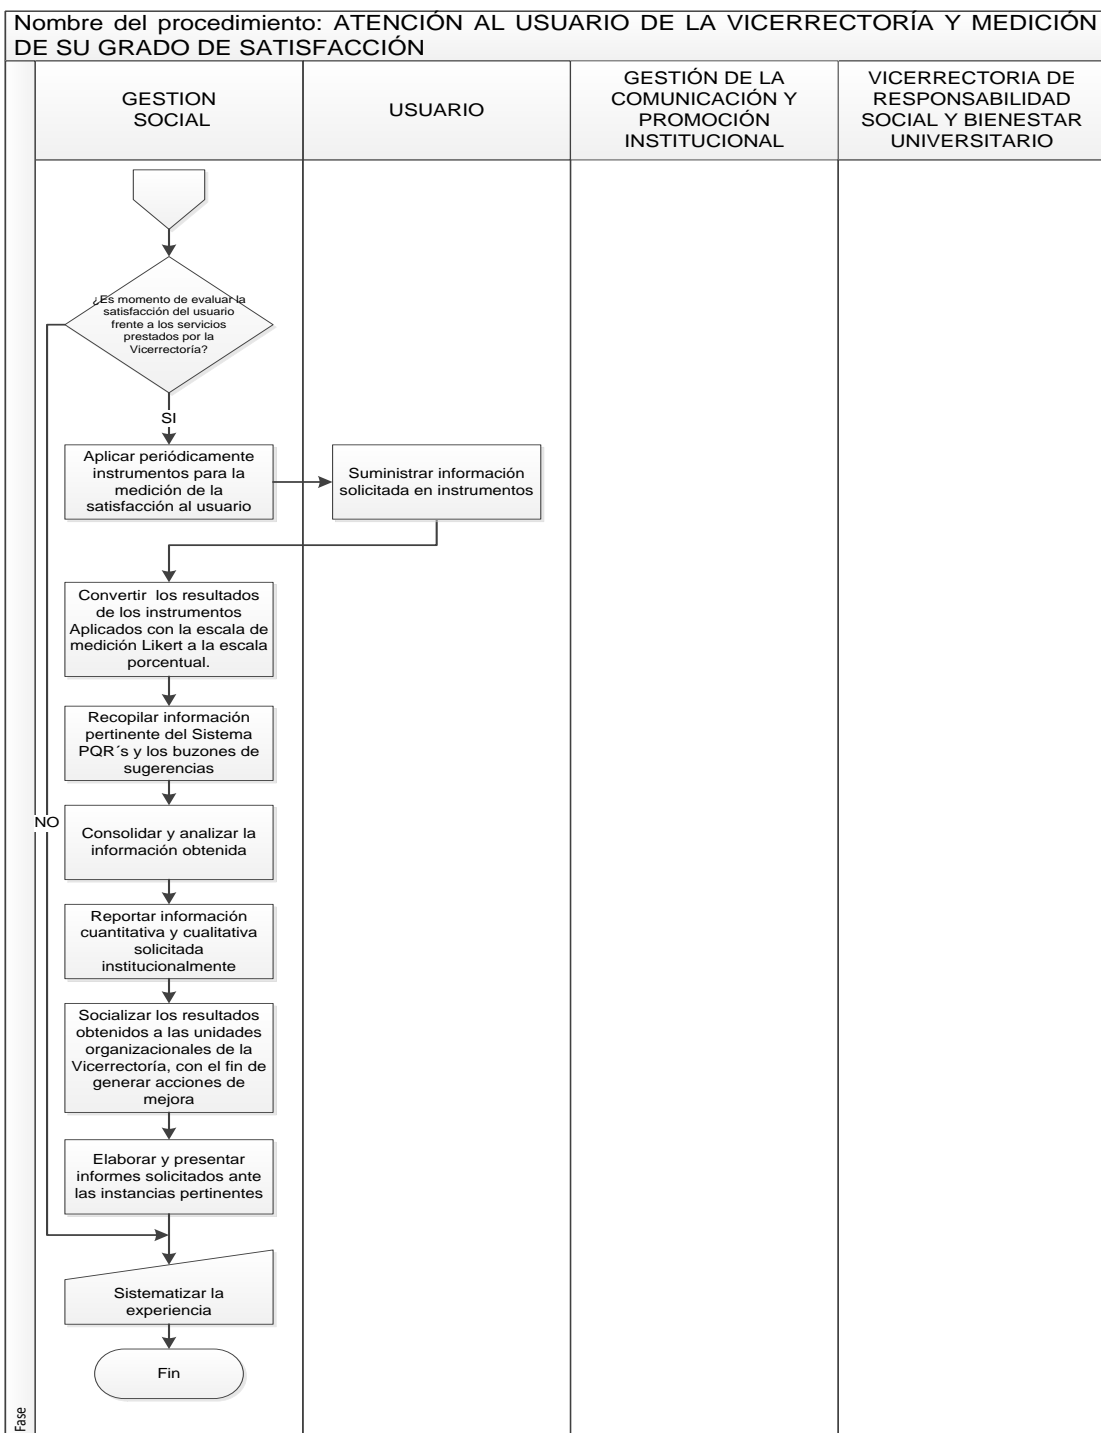 Nombre del procedimiento: ATENCIÓN AL USUARIO DE LA VICERRECTORÍA Y MEDICIÓN
DE SU GRADO DE SATISFACCIÓN
GESTION
SOCIAL
USUARIO
GESTIÓN DE LA
COMUNICACIÓN Y
PROMOCIÓN
INSTITUCIONAL
VICERRECTORIA DE
RESPONSABILIDAD
SOCIAL Y BIENESTAR
UNIVERSITARIO
¿Es momento de evaluar la
satisfacción del usuario
frente a los servicios
prestados por la
Vicerrectoría?
SI
Aplicar periódicamente
instrumentos para la
medición de la
satisfacción al usuario
Suministrar información
solicitada en instrumentos
Convertir los resultados
de los instrumentos
Aplicados con la escala de
medición Likert a la escala
porcentual.
Recopilar información
pertinente del Sistema
PQR´s y los buzones de
sugerencias
NO
Consolidar y analizar la
información obtenida
Reportar información
cuantitativa y cualitativa
solicitada
institucionalmente
Socializar los resultados
obtenidos a las unidades
organizacionales de la
Vicerrectoría, con el fin de
generar acciones de
mejora
Elaborar y presentar
informes solicitados ante
las instancias pertinentes
Sistematizar la
experiencia
Fin
Fase